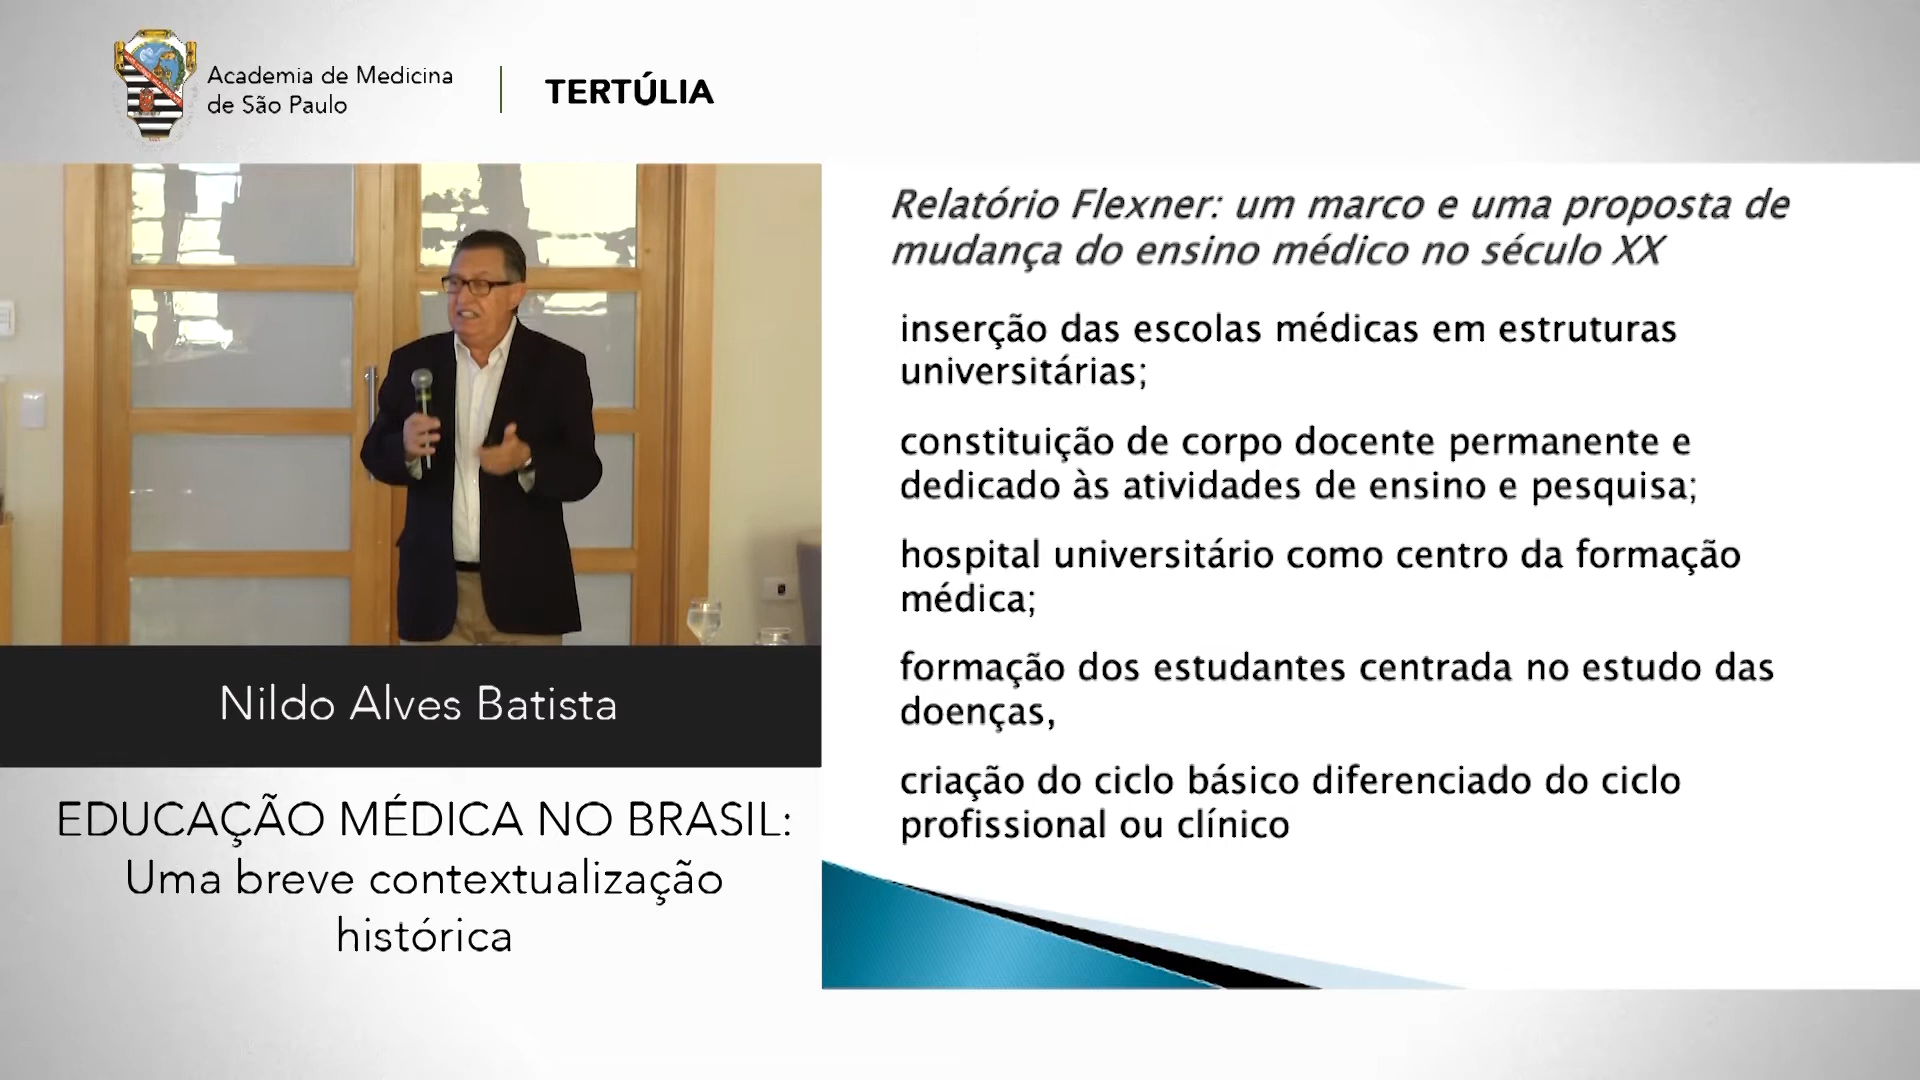 Academia de Medicina
de São Paulo
TERTÚLIA
Relatório Flexner: um marco e uma proposta de
mudança do ensino médico no século XX
inserção das escolas médicas em estruturas
universitárias;
constituição de corpo docente permanente e
dedicado às atividades de ensino e pesquisa;
hospital universitário como centro da formação
médica;
formação dos estudantes centrada no estudo das
doenças,
criação do ciclo básico diferenciado do ciclo
profissional ou clínico
Nildo Alves Batista
EDUCAÇÃO MÉDICA NO BRASIL:
Uma breve contextualização
histórica